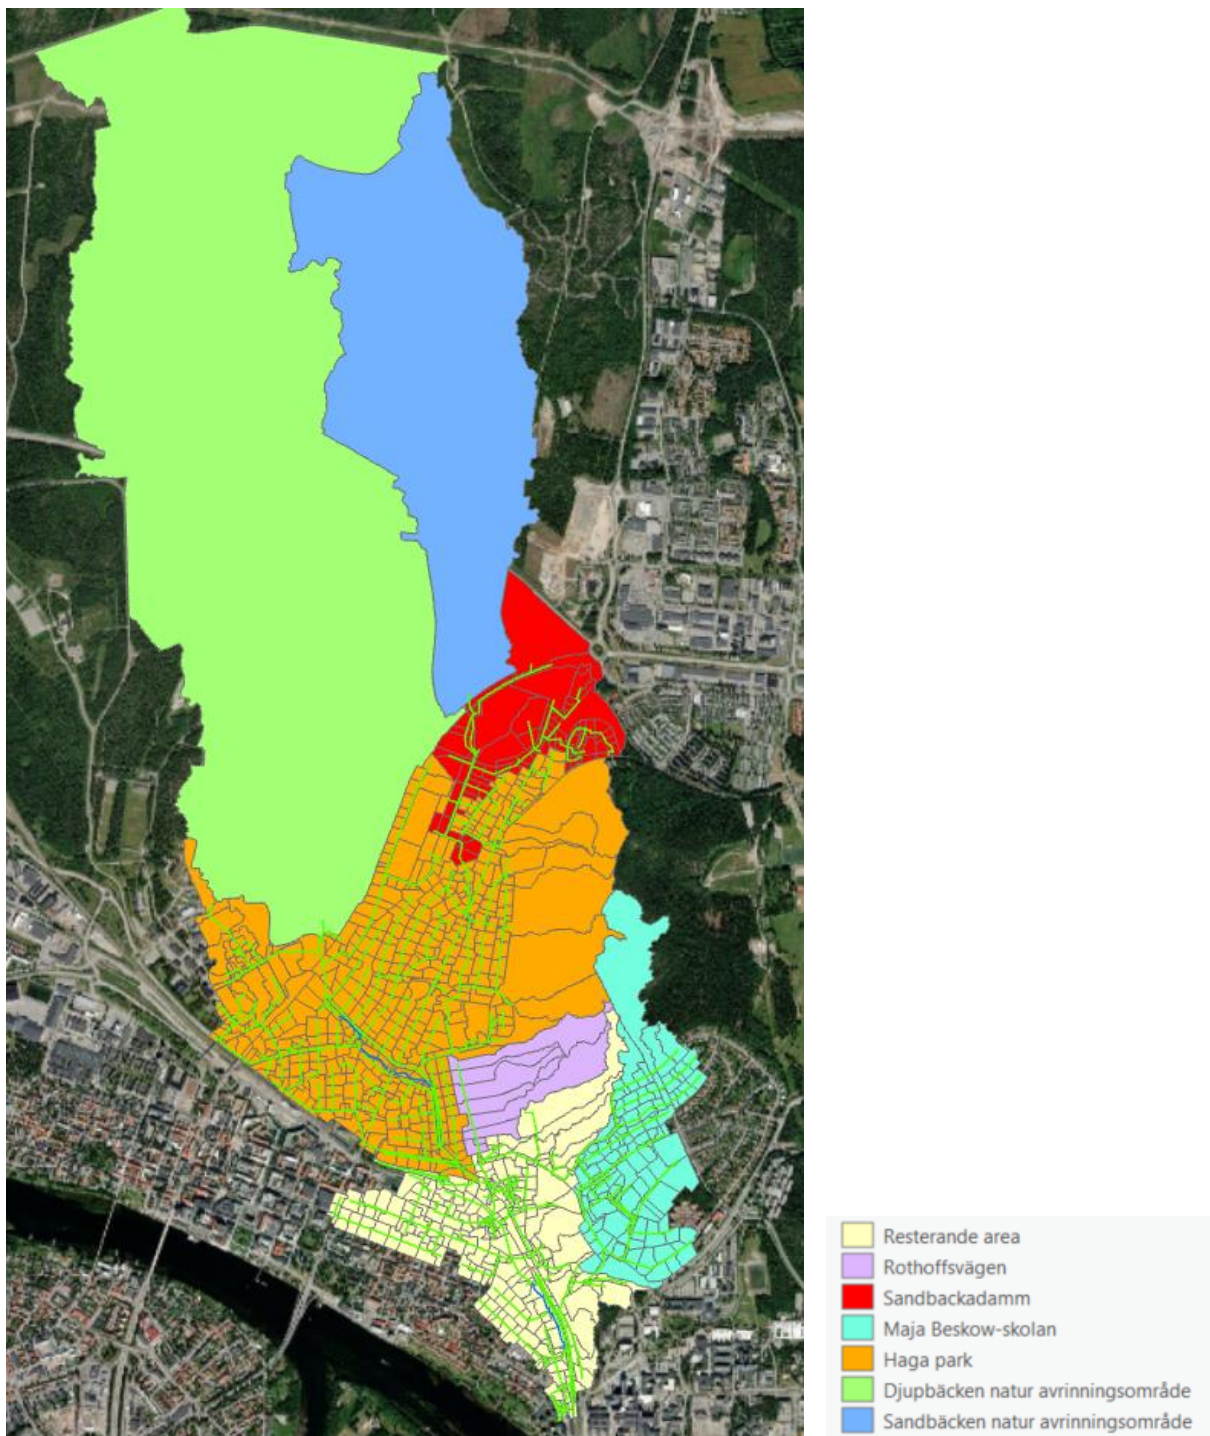 Resterande area
Rothoffsvägen
Sandbackadamm
Maja Beskow-skolan
Haga park
Djupbäcken natur avrinningsområde
Sandbäcken natur avrinningsområde